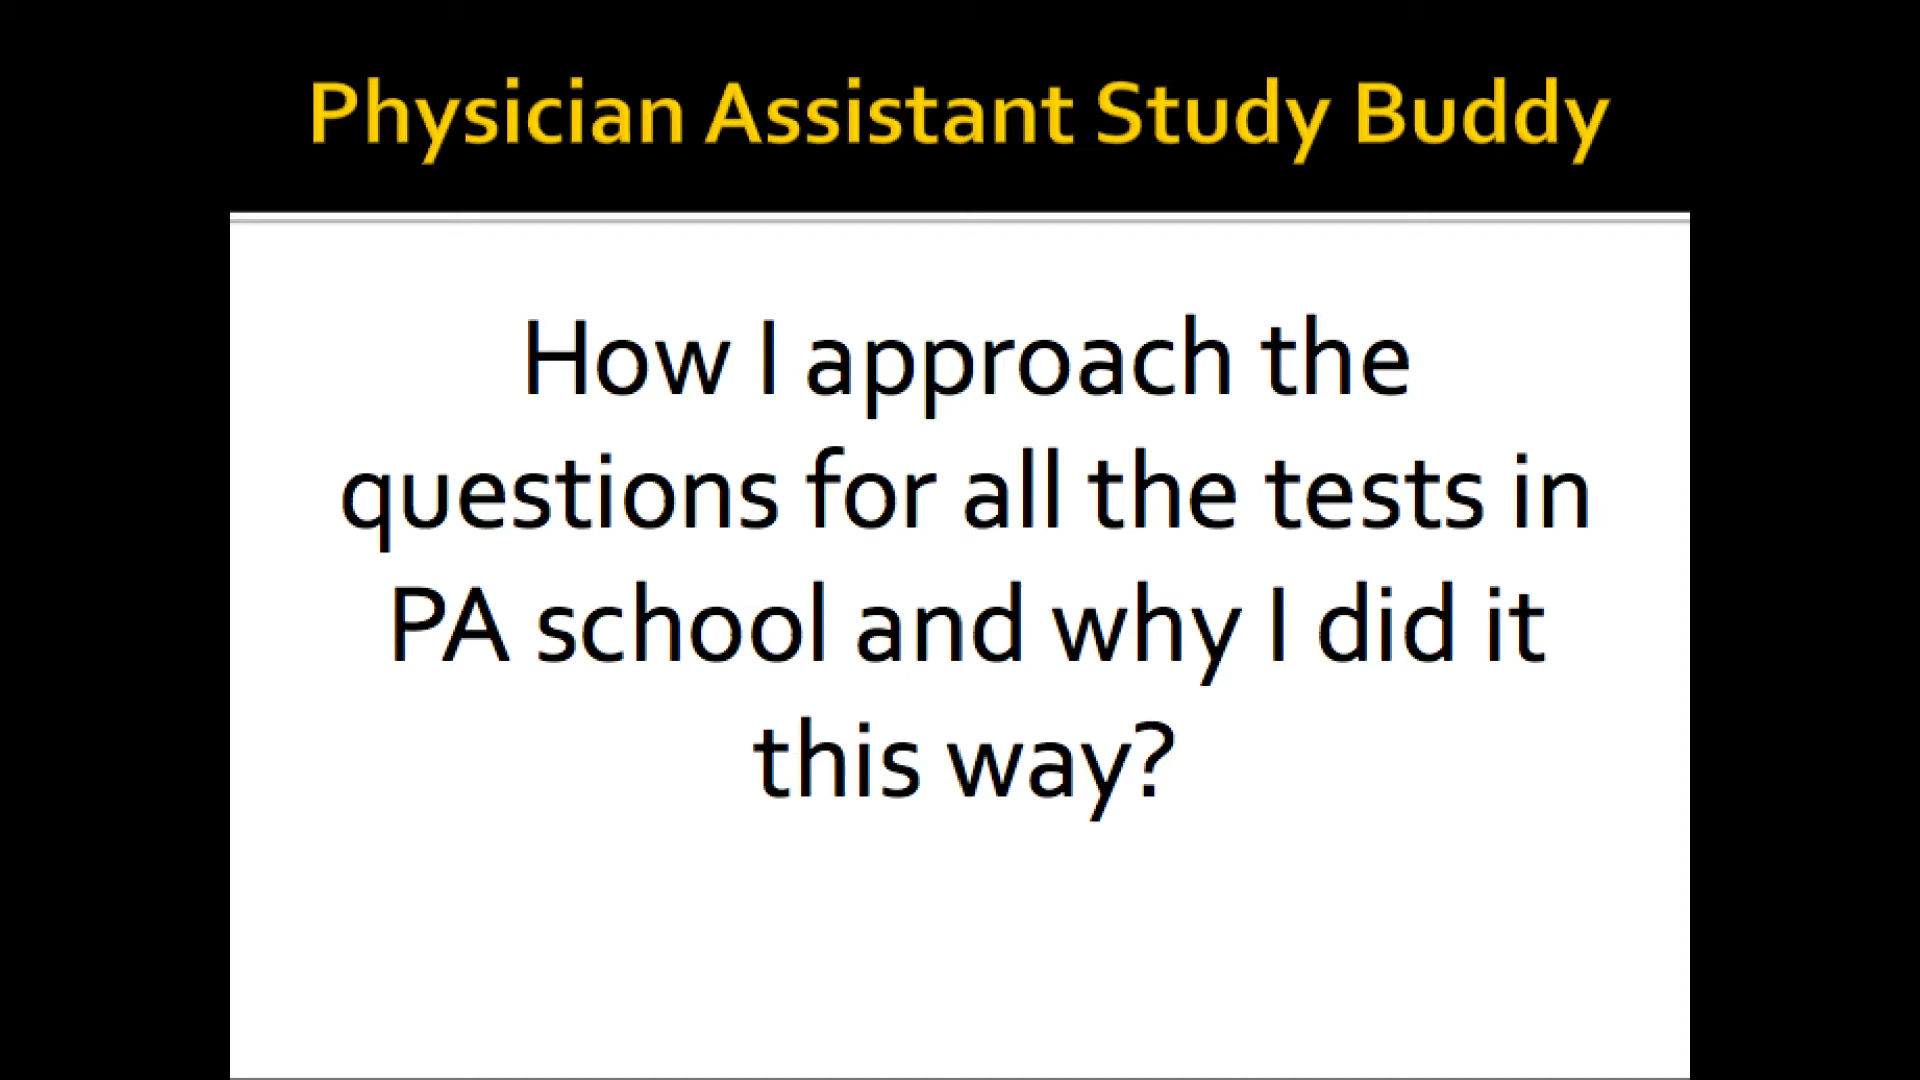 Physician Assistant Study Buddy
How I approach the
questions for all the tests in
PA school and why I did it
this way?